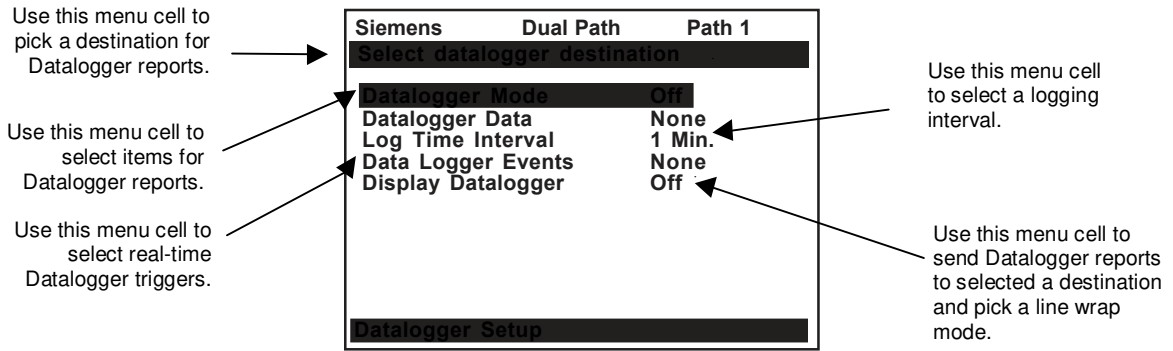 Use this menu cell to
pick a destination for
Datalogger reports.
Use this menu cell to
select items for
Datalogger reports.
Use this menu cell to
select real-time
Datalogger triggers.
Siemens Dual Path Path 1
Select datalogger destination
Datalogger Mode Off
Datalogger Data None
Log Time Interval 1 Min.
Data Logger Events None
Display Datalogger Off
Datalogger Setup
Use this menu cell
to select a logging
interval.
Use this menu cell to
send Datalogger reports
to selected a destination
and pick a line wrap
mode.